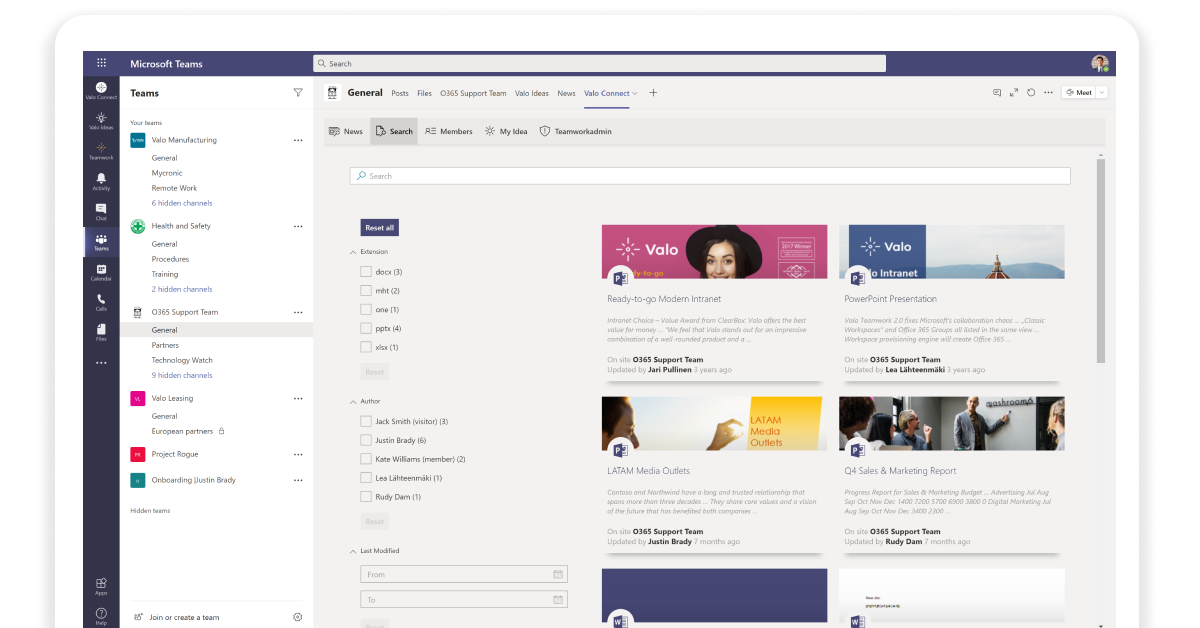 Microsoft Teams
Search
Valo Connect
Valo Ideas
Teamwork
Activity
Chat
Teams
Calendar
Calls
Files
Apps
Help
Teams
Your teams
Valo Manufacturing
General
Mycronic
Remote Work
6 hidden channels
Health and Safety
General
Procedures
Training
2 hidden channels
O365 Support Team
General
Partners
Technology Watch
9 hidden channels
VL Valo Leasing
General
European partners
PR Project Rogue
Onboarding |Justin Brady
Hidden teams
Join or create a team
General Posts Files O365 Support Team Valo Ideas News Valo Connect
Meet
News Search Members My Idea Teamworkadmin
Search
Reset all
Extension
docx (3)
mht (2)
one (1)
pptx (4)
xlsx (1)
Reset
Author
Jack Smith (visitor) (3)
Justin Brady (6)
Kate Williams (member) (2)
Lea Lähteenmäki (1)
Rudy Dam (1)
Reset
Last Modified
From
To
Reset
Valo
2017 Winner
dy-to-go
Ready-to-go Modern Intranet
Intranet Choice – Value Award from ClearBox: Valo offers the best
value for money ... "We feel that Valo stands out for an impressive
combination of a well-rounded product and a ...
On site O365 Support Team
Updated by Jari Pullinen 3 years ago
Valo
lo Intranet
PowerPoint Presentation
Valo Teamwork 2.0 fixes Microsoft's collaboration chaos ... „Classic
Workspaces" and Office 365 Groups all listed in the same view ...
Workspace provisioning engine will create Office 365 ...
On site O365 Support Team
Updated by Lea Lähteenmäki 3 years ago
LATAM
Media
Outlets
LATAM Media Outlets
Contoso and Northwind have a long and trusted relationship that
spans more than three decades ... They share core values and a vision
of the future that has benefited both companies ...
On site O365 Support Team
Updated by Justin Brady 7 months ago
mashroomª
Q4 Sales & Marketing Report
Progress Report for Sales & Marketing Budget ... Advertising Jul Aug
Sep Oct Nov Dec 1400 7200 5700 6900 3800 0 Digital Marketing Jul
Aug Sep Oct Nov Dec 3400 2300 ...
On site O365 Support Team
Updated by Rudy Dam 7 months ago